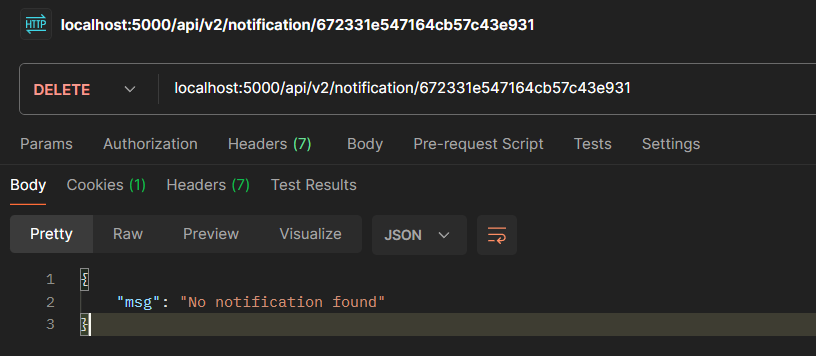 HTTP localhost:5000/api/v2/notification/672331e547164cb57c43e931
DELETE localhost:5000/api/v2/notification/672331e547164cb57c43e931
Params Authorization Headers (7) Body Pre-request Script Tests Settings
Body Cookies (1) Headers (7) Test Results
Pretty Raw Preview Visualize JSON
1 {
2 "msg": "No notification found"
3 }